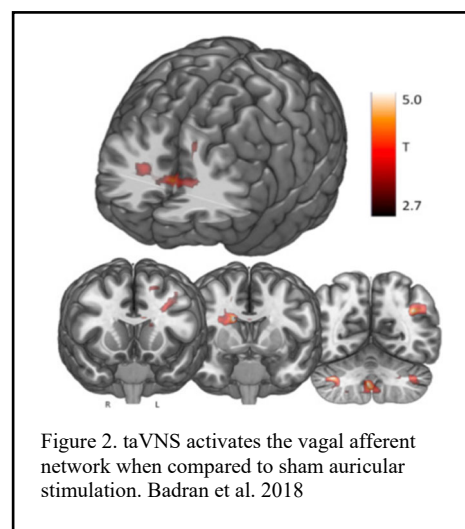 5.0
T
2.7
R L
Figure 2. taVNS activates the vagal afferent
network when compared to sham auricular
stimulation. Badran et al. 2018